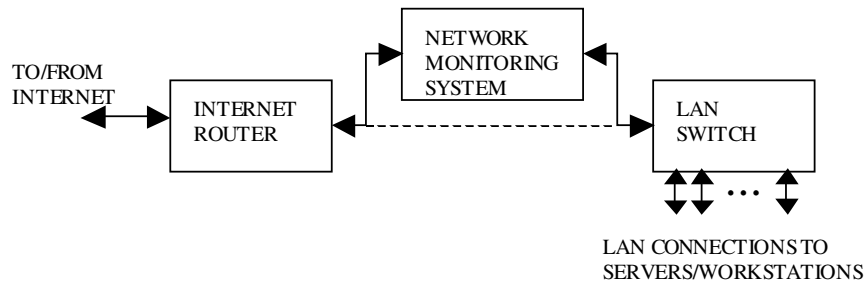 NETWORK
MONITORING
SYSTEM
TO/FROM
INTERNET
INTERNET
ROUTER
LAN
SWITCH
LAN CONNECTIONS TO
SERVERS/WORKSTATIONS